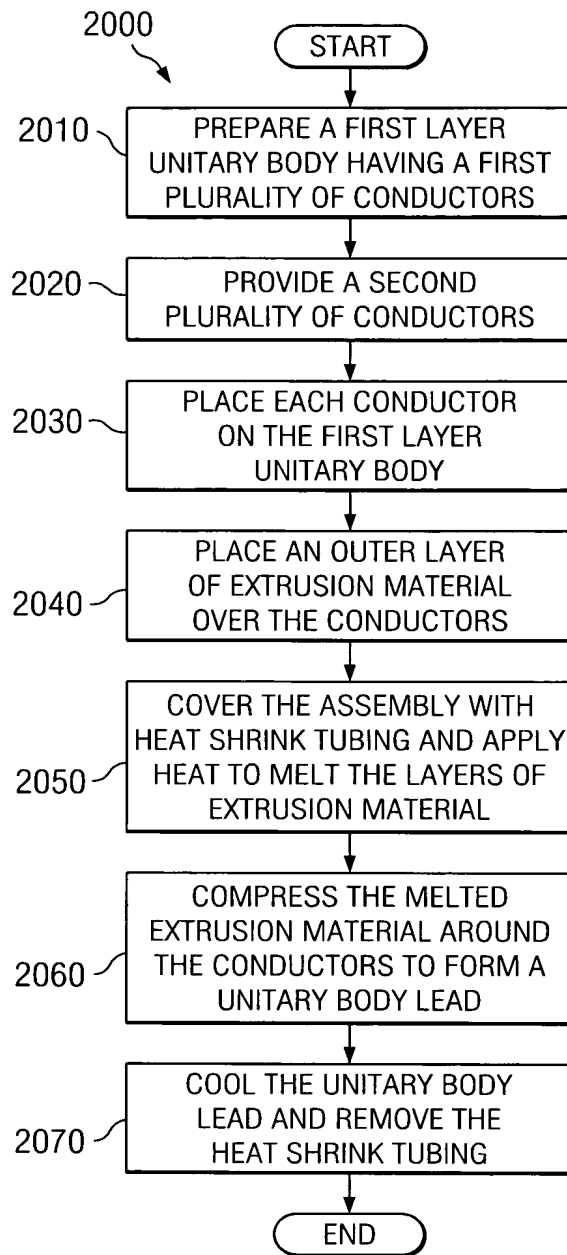 2000
START
2010
PREPARE A FIRST LAYER
UNITARY BODY HAVING A FIRST
PLURALITY OF CONDUCTORS
2020
PROVIDE A SECOND
PLURALITY OF CONDUCTORS
2030
PLACE EACH CONDUCTOR
ON THE FIRST LAYER
UNITARY BODY
2040
PLACE AN OUTER LAYER
OF EXTRUSION MATERIAL
OVER THE CONDUCTORS
2050
COVER THE ASSEMBLY WITH
HEAT SHRINK TUBING AND APPLY
HEAT TO MELT THE LAYERS OF
EXTRUSION MATERIAL
2060
COMPRESS THE MELTED
EXTRUSION MATERIAL AROUND
THE CONDUCTORS TO FORM A
UNITARY BODY LEAD
2070
COOL THE UNITARY BODY
LEAD AND REMOVE THE
HEAT SHRINK TUBING
END